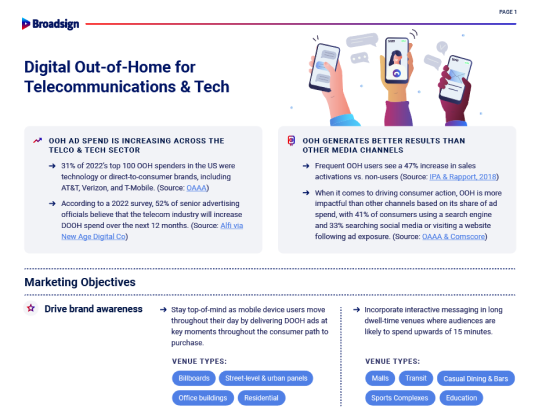 PAGE 1
Broadsign
Digital Out-of-Home for
Telecommunications & Tech
OOH AD SPEND IS INCREASING ACROSS THE
TELCO & TECH SECTOR
→ 31% of 2022's top 100 OOH spenders in the US were
technology or direct-to-consumer brands, including
AT&T, Verizon, and T-Mobile. (Source: OAAA)
→ According to a 2022 survey, 52% of senior advertising
officials believe that the telecom industry will increase
DOOH spend over the next 12 months. (Source: Alfi via
New Age Digital Co)
OOH GENERATES BETTER RESULTS THAN
OTHER MEDIA CHANNELS
→ Frequent OOH users see a 47% increase in sales
activations vs. non-users (Source: IPA & Rapport, 2018)
→ When it comes to driving consumer action, OOH is more
impactful than other channels based on its share of ad
spend, with 41% of consumers using a search engine
and 33% searching social media or visiting a website
following ad exposure. (Source: OAAA & Comscore)
Marketing Objectives
Drive brand awareness
→ Stay top-of-mind as mobile device users move
throughout their day by delivering DOOH ads at
key moments throughout the consumer path to
purchase.
VENUE TYPES:
Billboards Street-level & urban panels
Office buildings Residential
→ Incorporate interactive messaging in long
dwell-time venues where audiences are
likely to spend upwards of 15 minutes.
VENUE TYPES:
Malls Transit Casual Dining & Bars
Sports Complexes Education